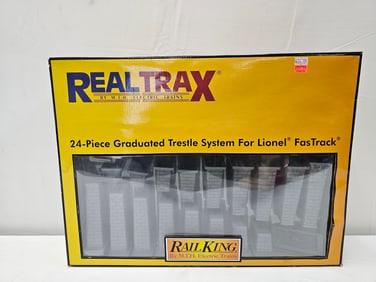 REALTRAX®
BY M.T.H. ELECTRIC TRAINS
24-Piece Graduated Trestle System For Lionel® FasTrack®
RAIL KING®
By M.T.H. Electric Trains